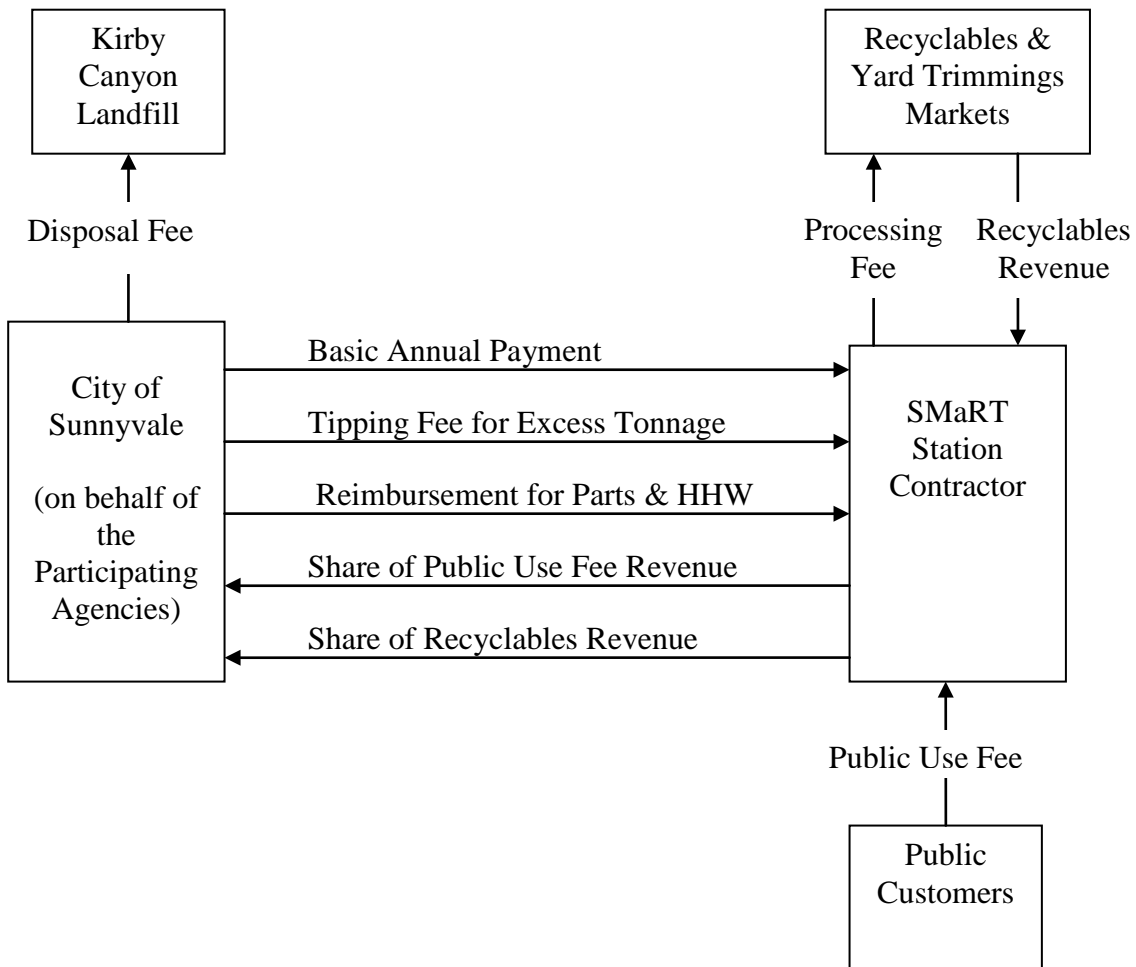 Kirby
Canyon
Landfill
Recyclables &
Yard Trimmings
Markets
Disposal Fee
Processing
Fee
Recyclables
Revenue
City of
Sunnyvale
(on behalf of
the
Participating
Agencies)
Basic Annual Payment
Tipping Fee for Excess Tonnage
Reimbursement for Parts & HHW
Share of Public Use Fee Revenue
Share of Recyclables Revenue
SMaRT
Station
Contractor
Public Use Fee
Public
Customers